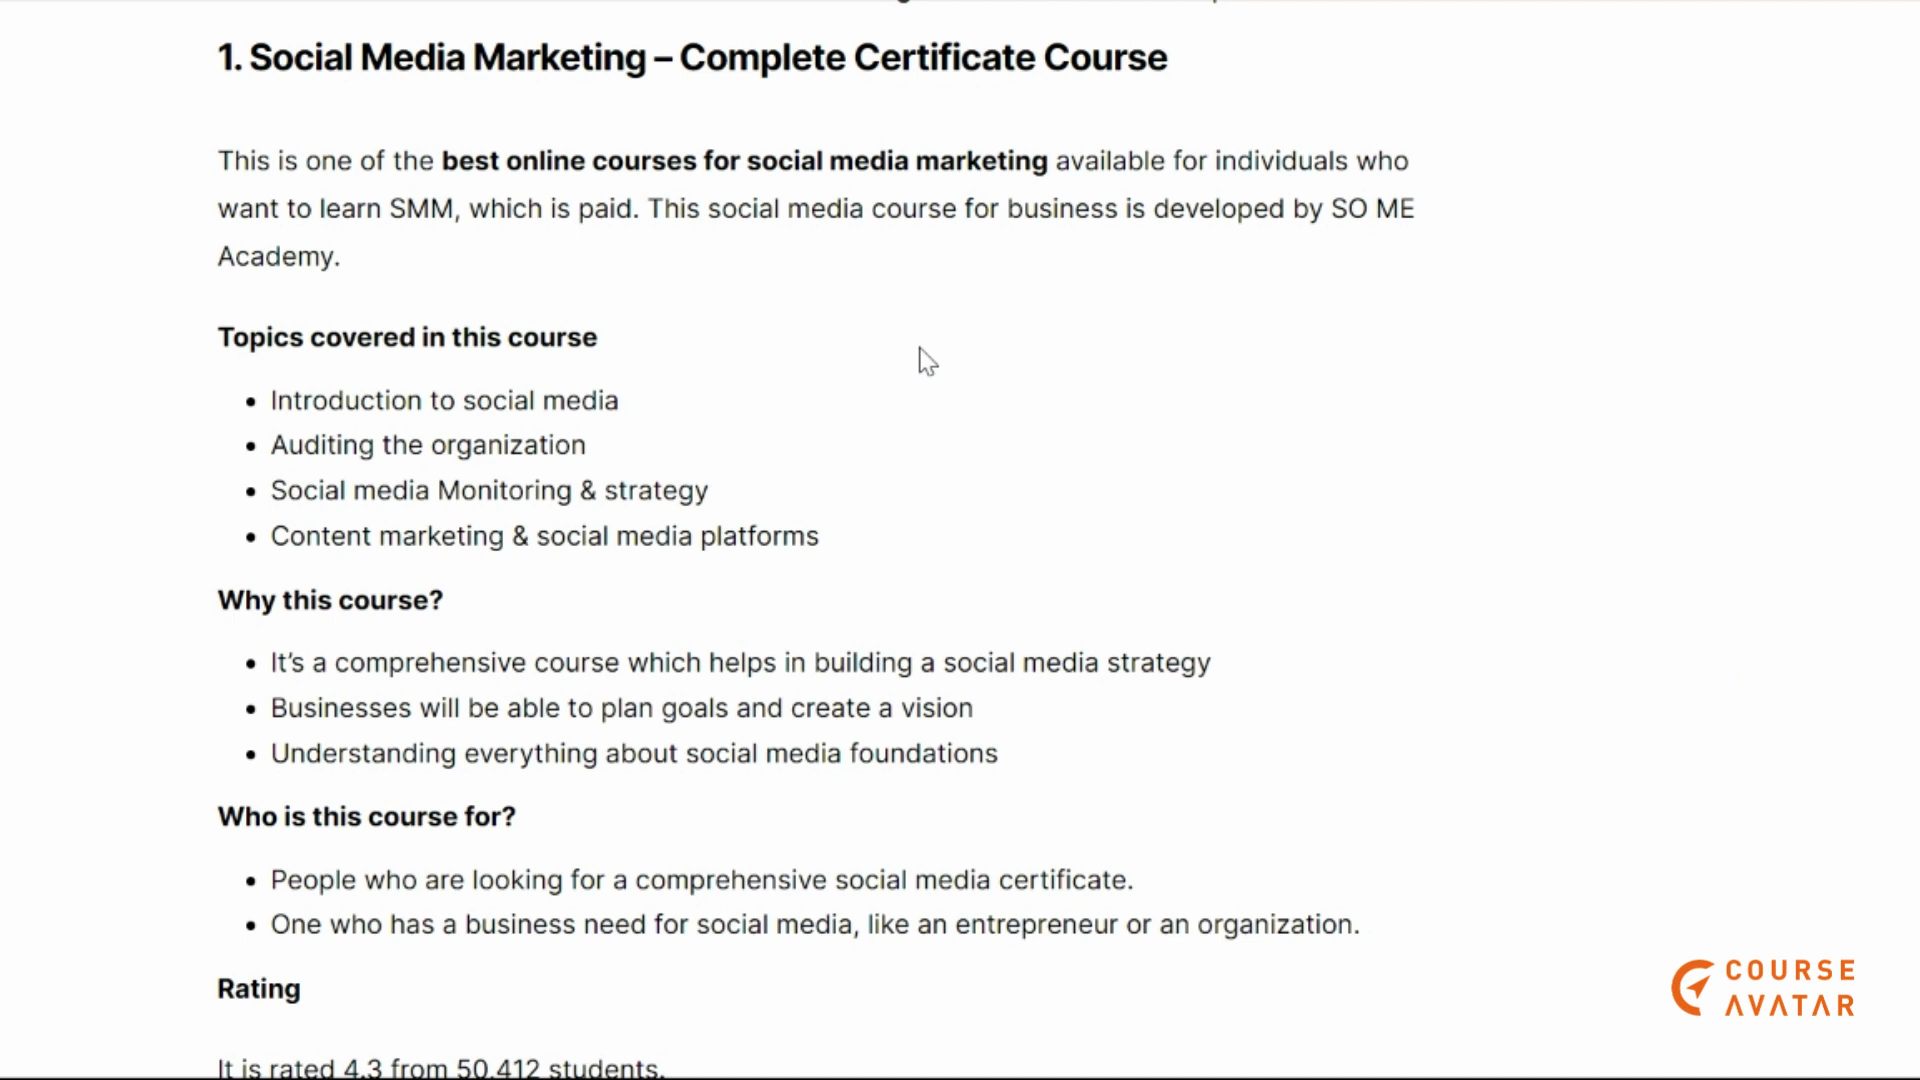 1. Social Media Marketing – Complete Certificate Course
This is one of the best online courses for social media marketing available for individuals who
want to learn SMM, which is paid. This social media course for business is developed by SO ME
Academy.
Topics covered in this course
• Introduction to social media
• Auditing the organization
• Social media Monitoring & strategy
• Content marketing & social media platforms
Why this course?
• It’s a comprehensive course which helps in building a social media strategy
• Businesses will be able to plan goals and create a vision
• Understanding everything about social media foundations
Who is this course for?
• People who are looking for a comprehensive social media certificate.
• One who has a business need for social media, like an entrepreneur or an organization.
Rating
It is rated 4.3 from 50,412 students.
COURSE
AVATAR